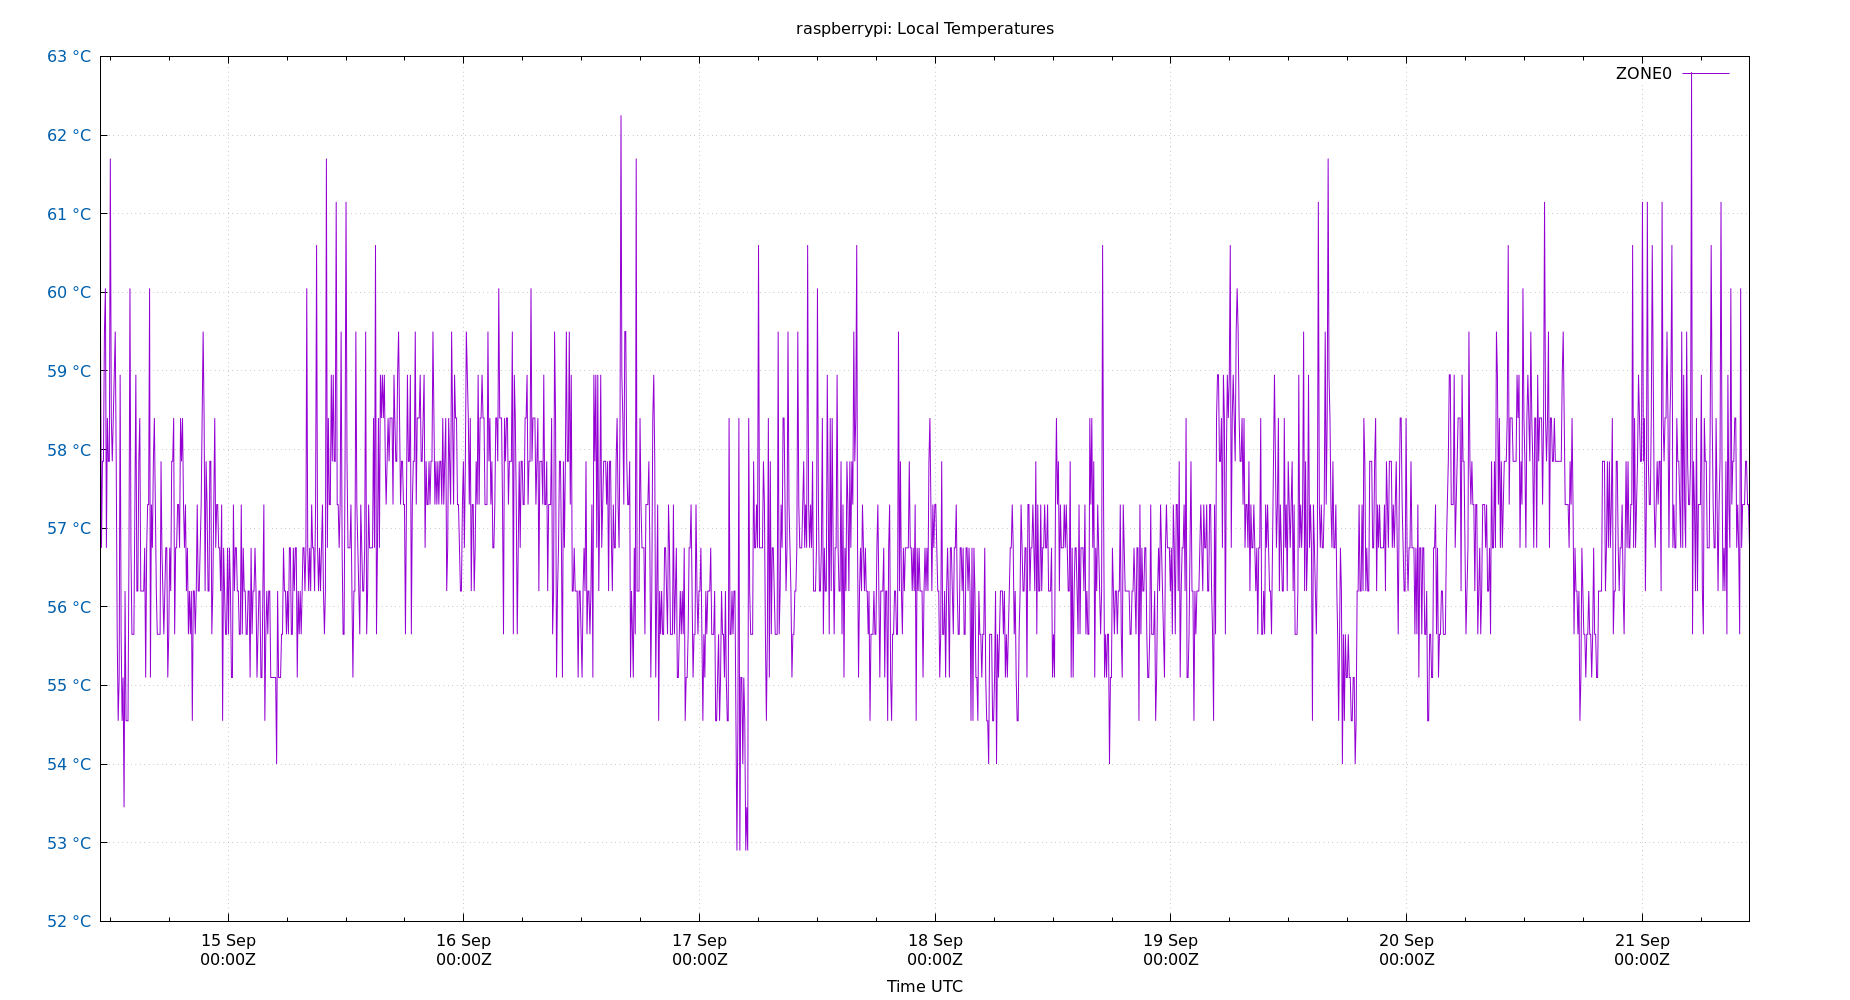 raspberrypi: Local Temperatures
63 °C
ZONE0
62 °C
61 °C
60 °C
59 °C
58 °C
57 °C
56 °C
55 °C
54 °C
53 °C
52 °C
15 Sep 16 Sep 17 Sep 18 Sep 19 Sep 20 Sep 21 Sep
00:00Z 00:00Z 00:00Z 00:00Z 00:00Z 00:00Z 00:00Z
Time UTC